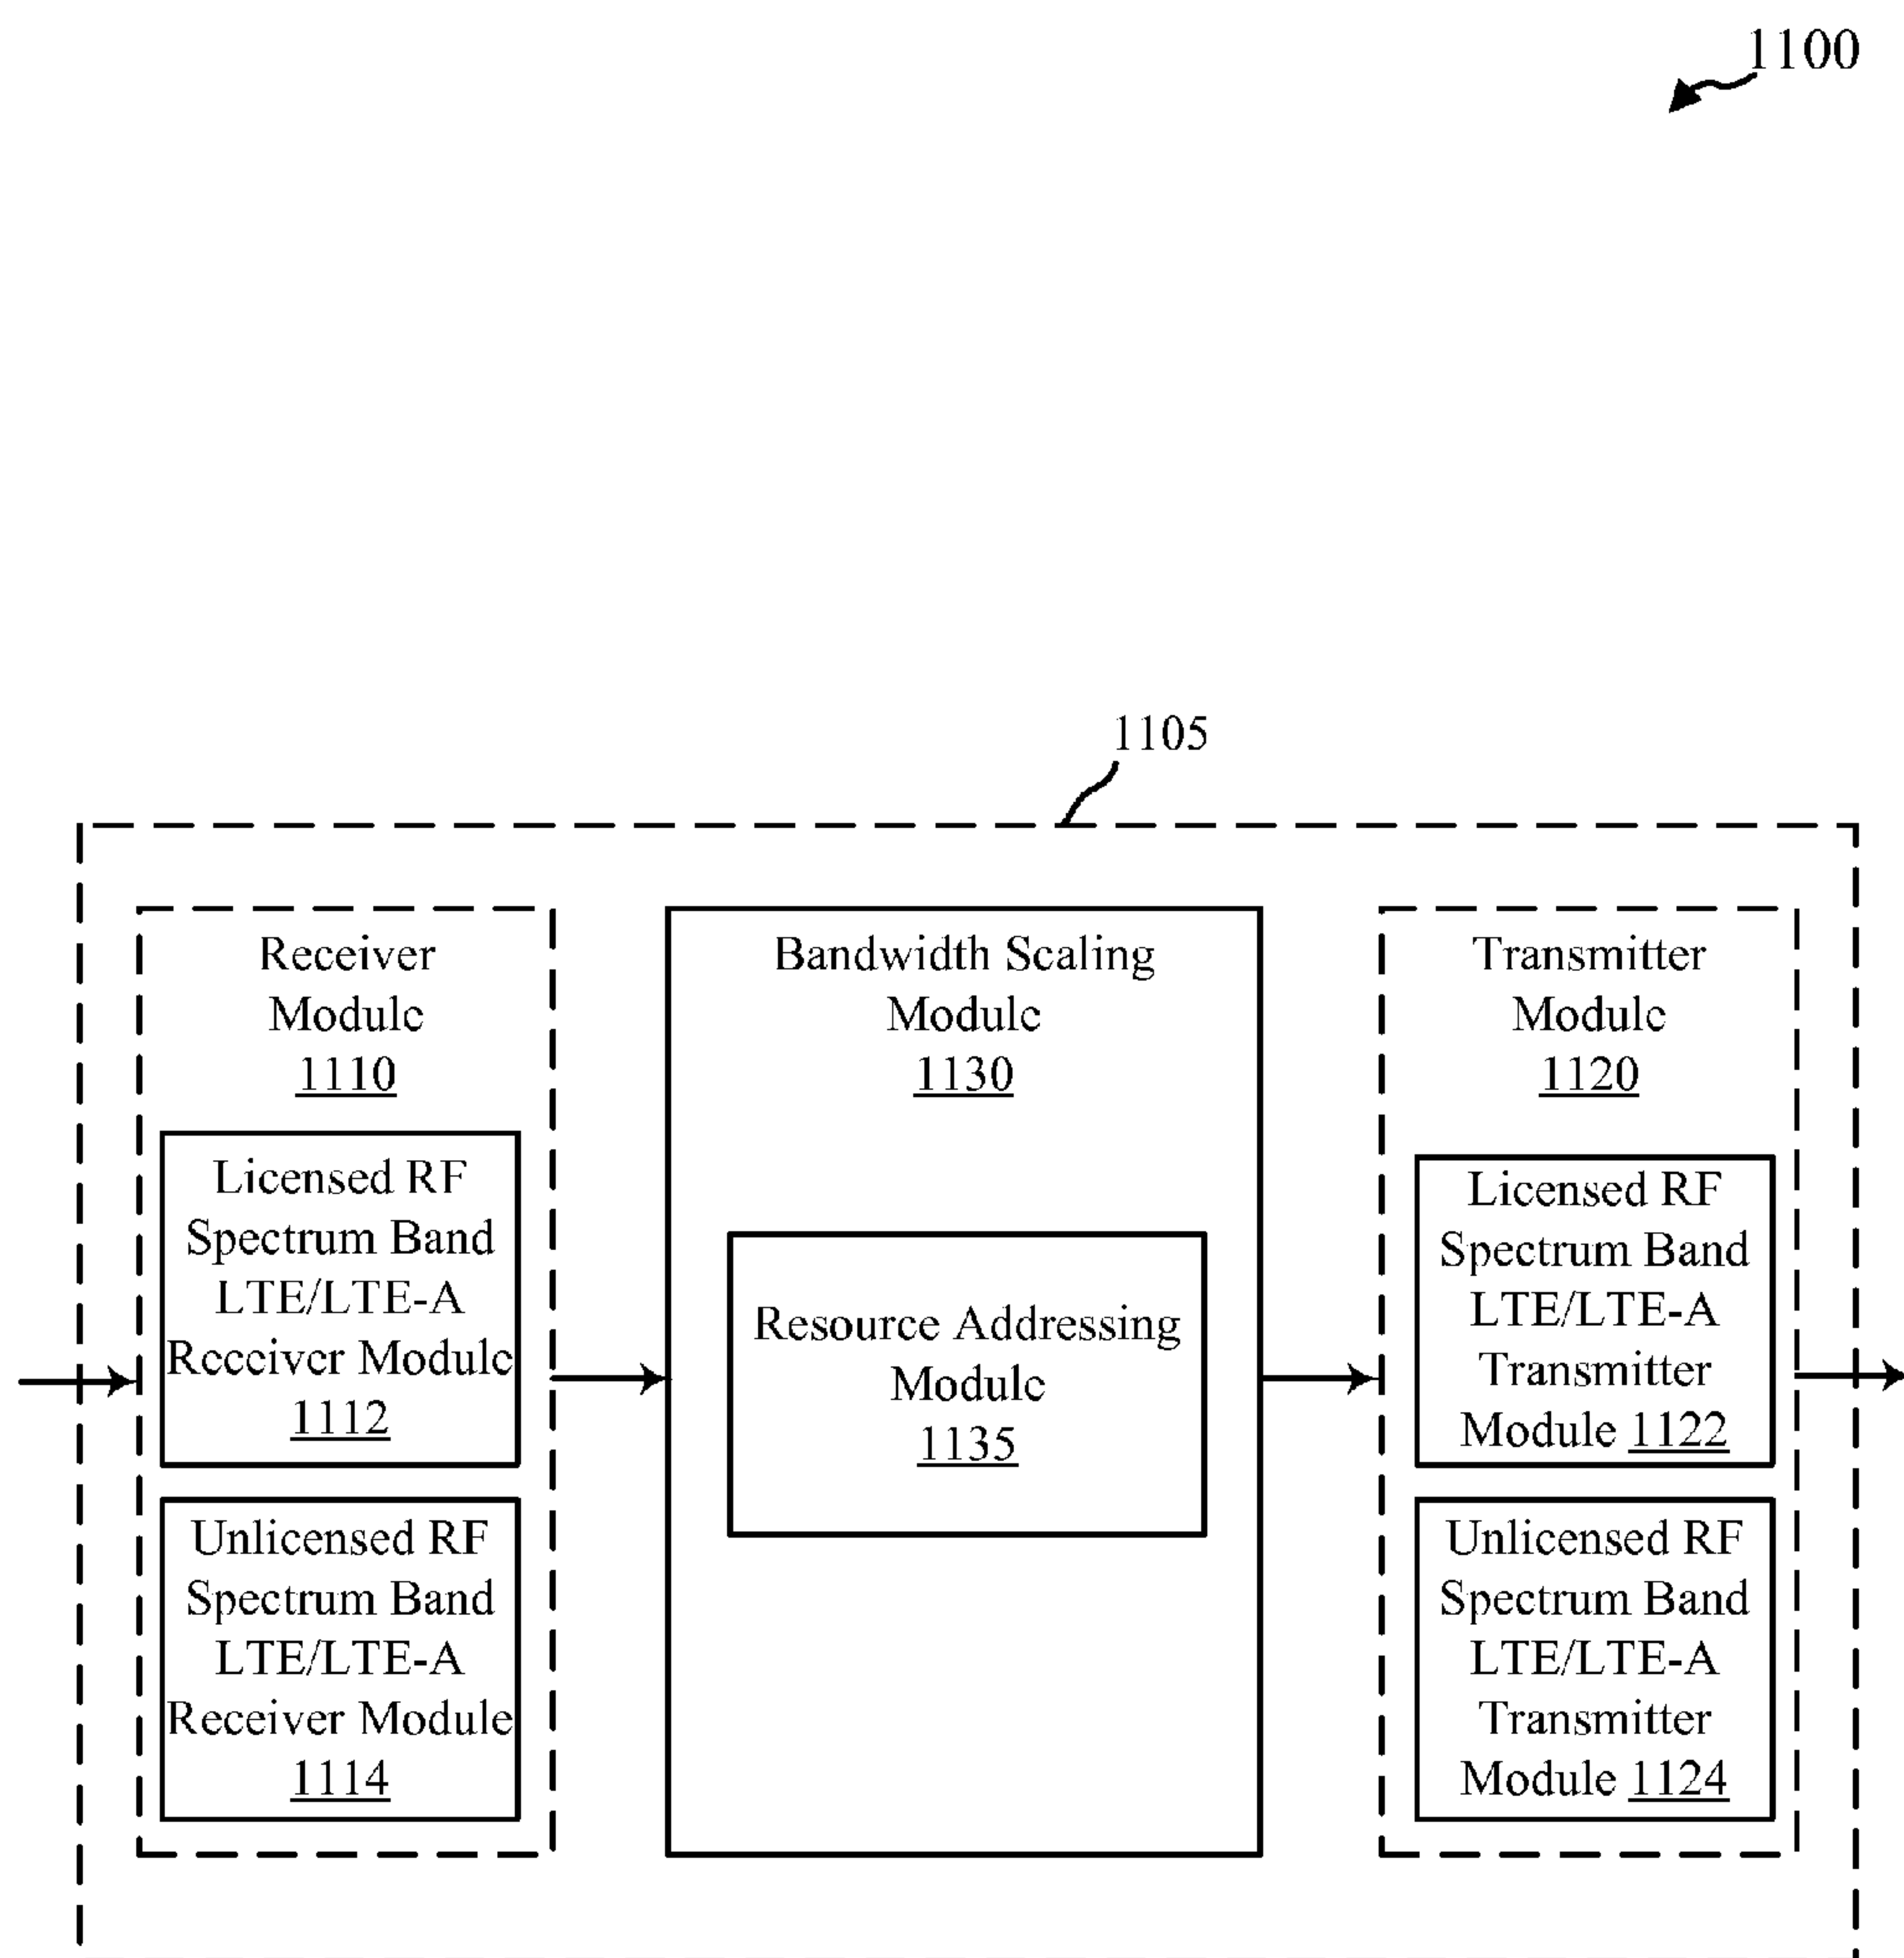 1100
1105
Receiver
Module
1110
Licensed RF
Spectrum Band
LTE/LTE-A
Receiver Module
1112
Unlicensed RF
Spectrum Band
LTE/LTE-A
Receiver Module
1114
Bandwidth Scaling
Module
1130
Resource Addressing
Module
1135
Transmitter
Module
1120
Licensed RF
Spectrum Band
LTE/LTE-A
Transmitter
Module 1122
Unlicensed RF
Spectrum Band
LTE/LTE-A
Transmitter
Module 1124